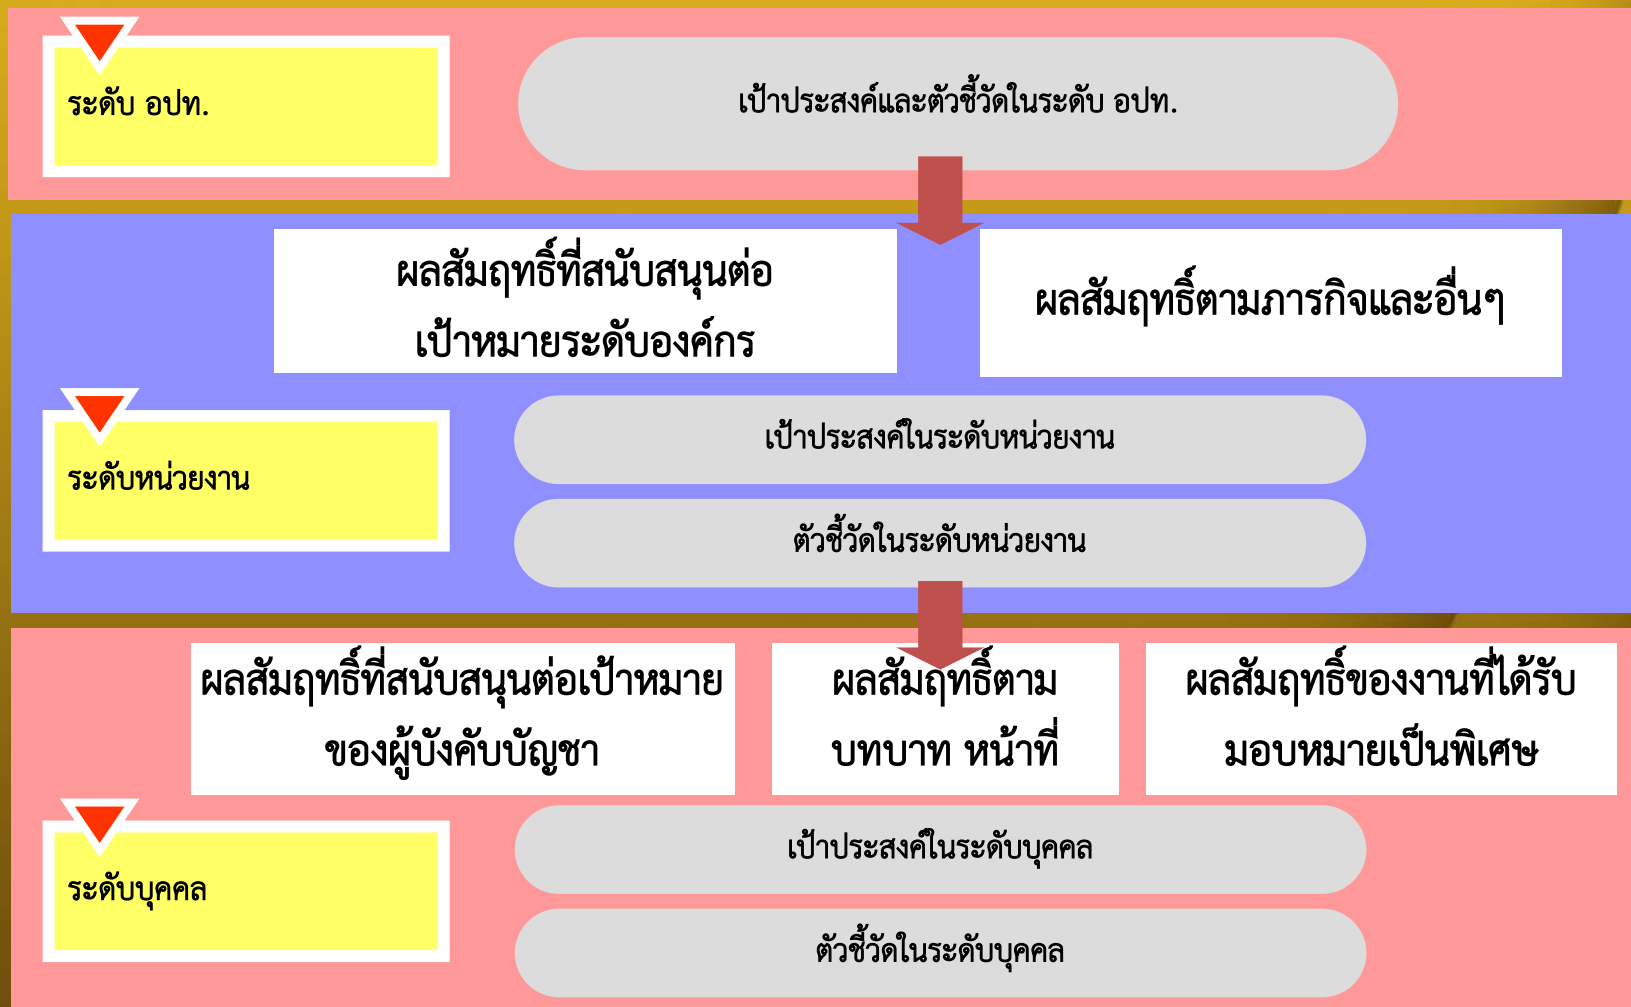 ระดับ อปท.
เป้าประสงค์และตัวชี้วัดในระดับ อปท.
ผลสัมฤทธิ์ที่สนับสนุนต่อ
เป้าหมายระดับองค์กร
ผลสัมฤทธิ์ตามภารกิจและอื่นๆ
ระดับหน่วยงาน
เป้าประสงค์ในระดับหน่วยงาน
ตัวชี้วัดในระดับหน่วยงาน
ผลสัมฤทธิ์ที่สนับสนุนต่อเป้าหมาย
ของผู้บังคับบัญชา
ผลสัมฤทธิ์ตาม
บทบาท หน้าที่
ผลสัมฤทธิ์ของงานที่ได้รับ
มอบหมายเป็นพิเศษ
ระดับบุคคล
เป้าประสงค์ในระดับบุคคล
ตัวชี้วัดในระดับบุคคล